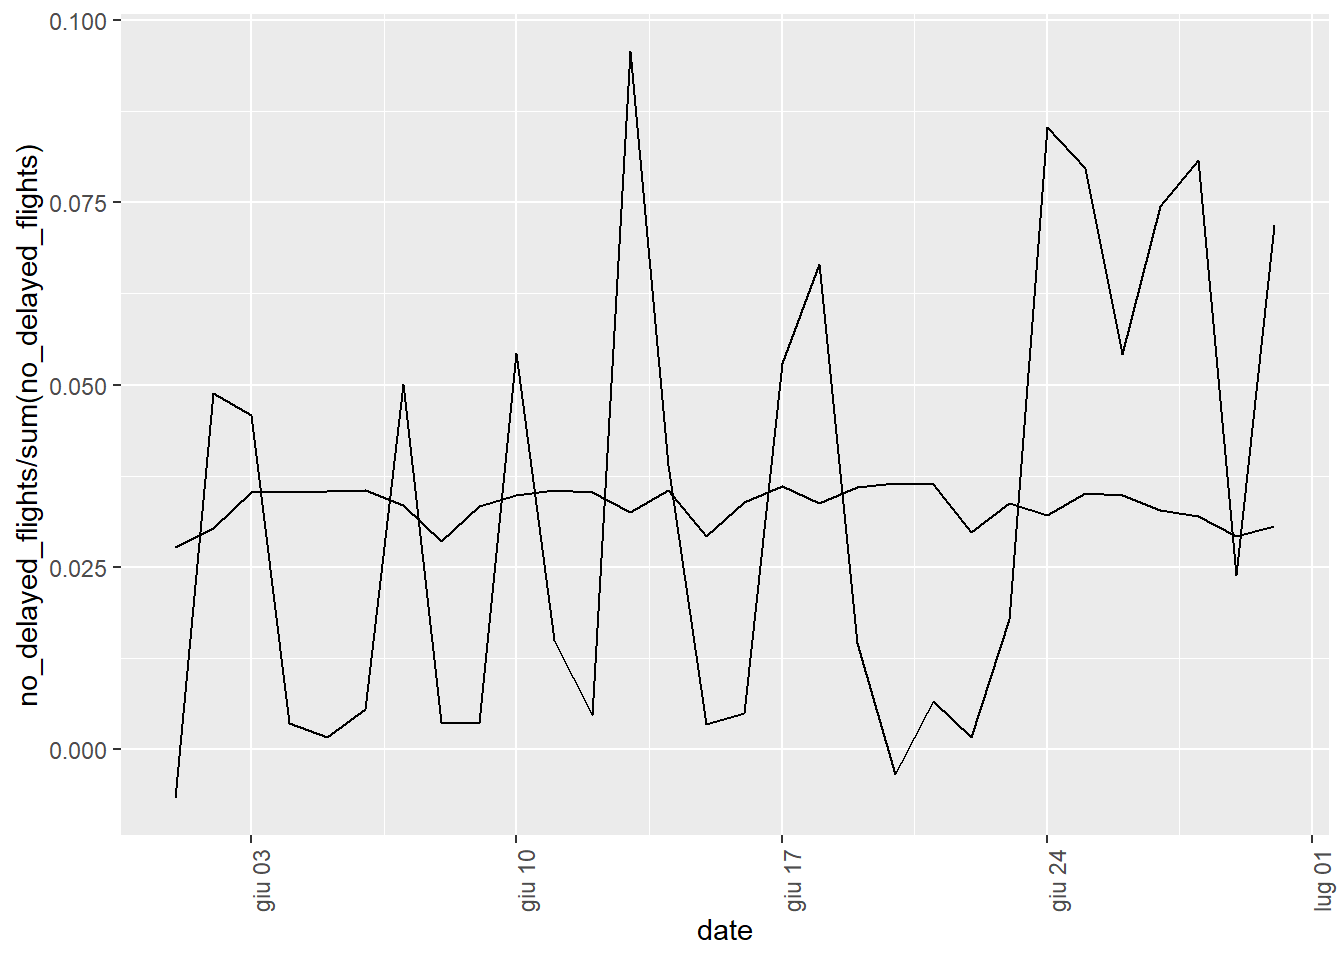 no_delayed_flights/sum(no_delayed_flights)
0.100
0.075
0.050
0.025
0.000
giu 03
giu 10
giu 17
giu 24
lug 01
date